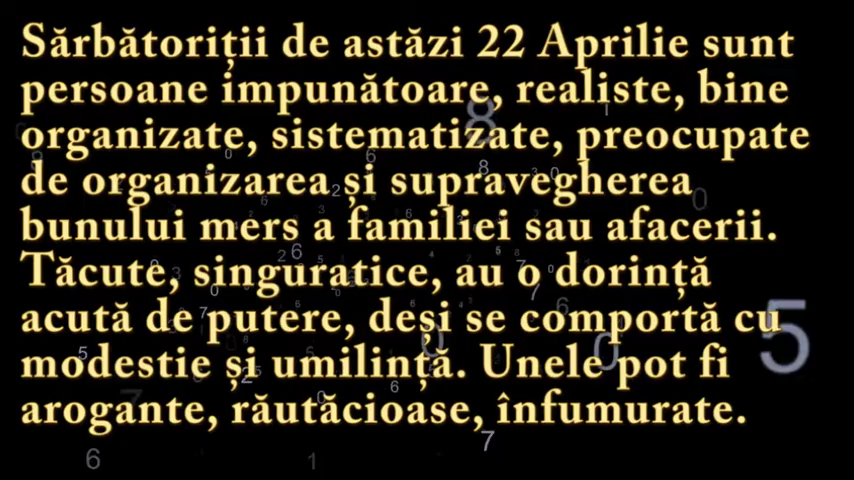 Sărbătoriții de astăzi 22 Aprilie sunt
persoane impunătoare, realiste, bine
organizate, sistematizate, preocupate
de organizarea și supravegherea
bunului mers a familiei sau afacerii.
Tăcute, singuratice, au o dorință
acută de putere, deși se comportă cu
modestie și umilință. Unele pot fi
arogante, răutăcioase, înfumurate.